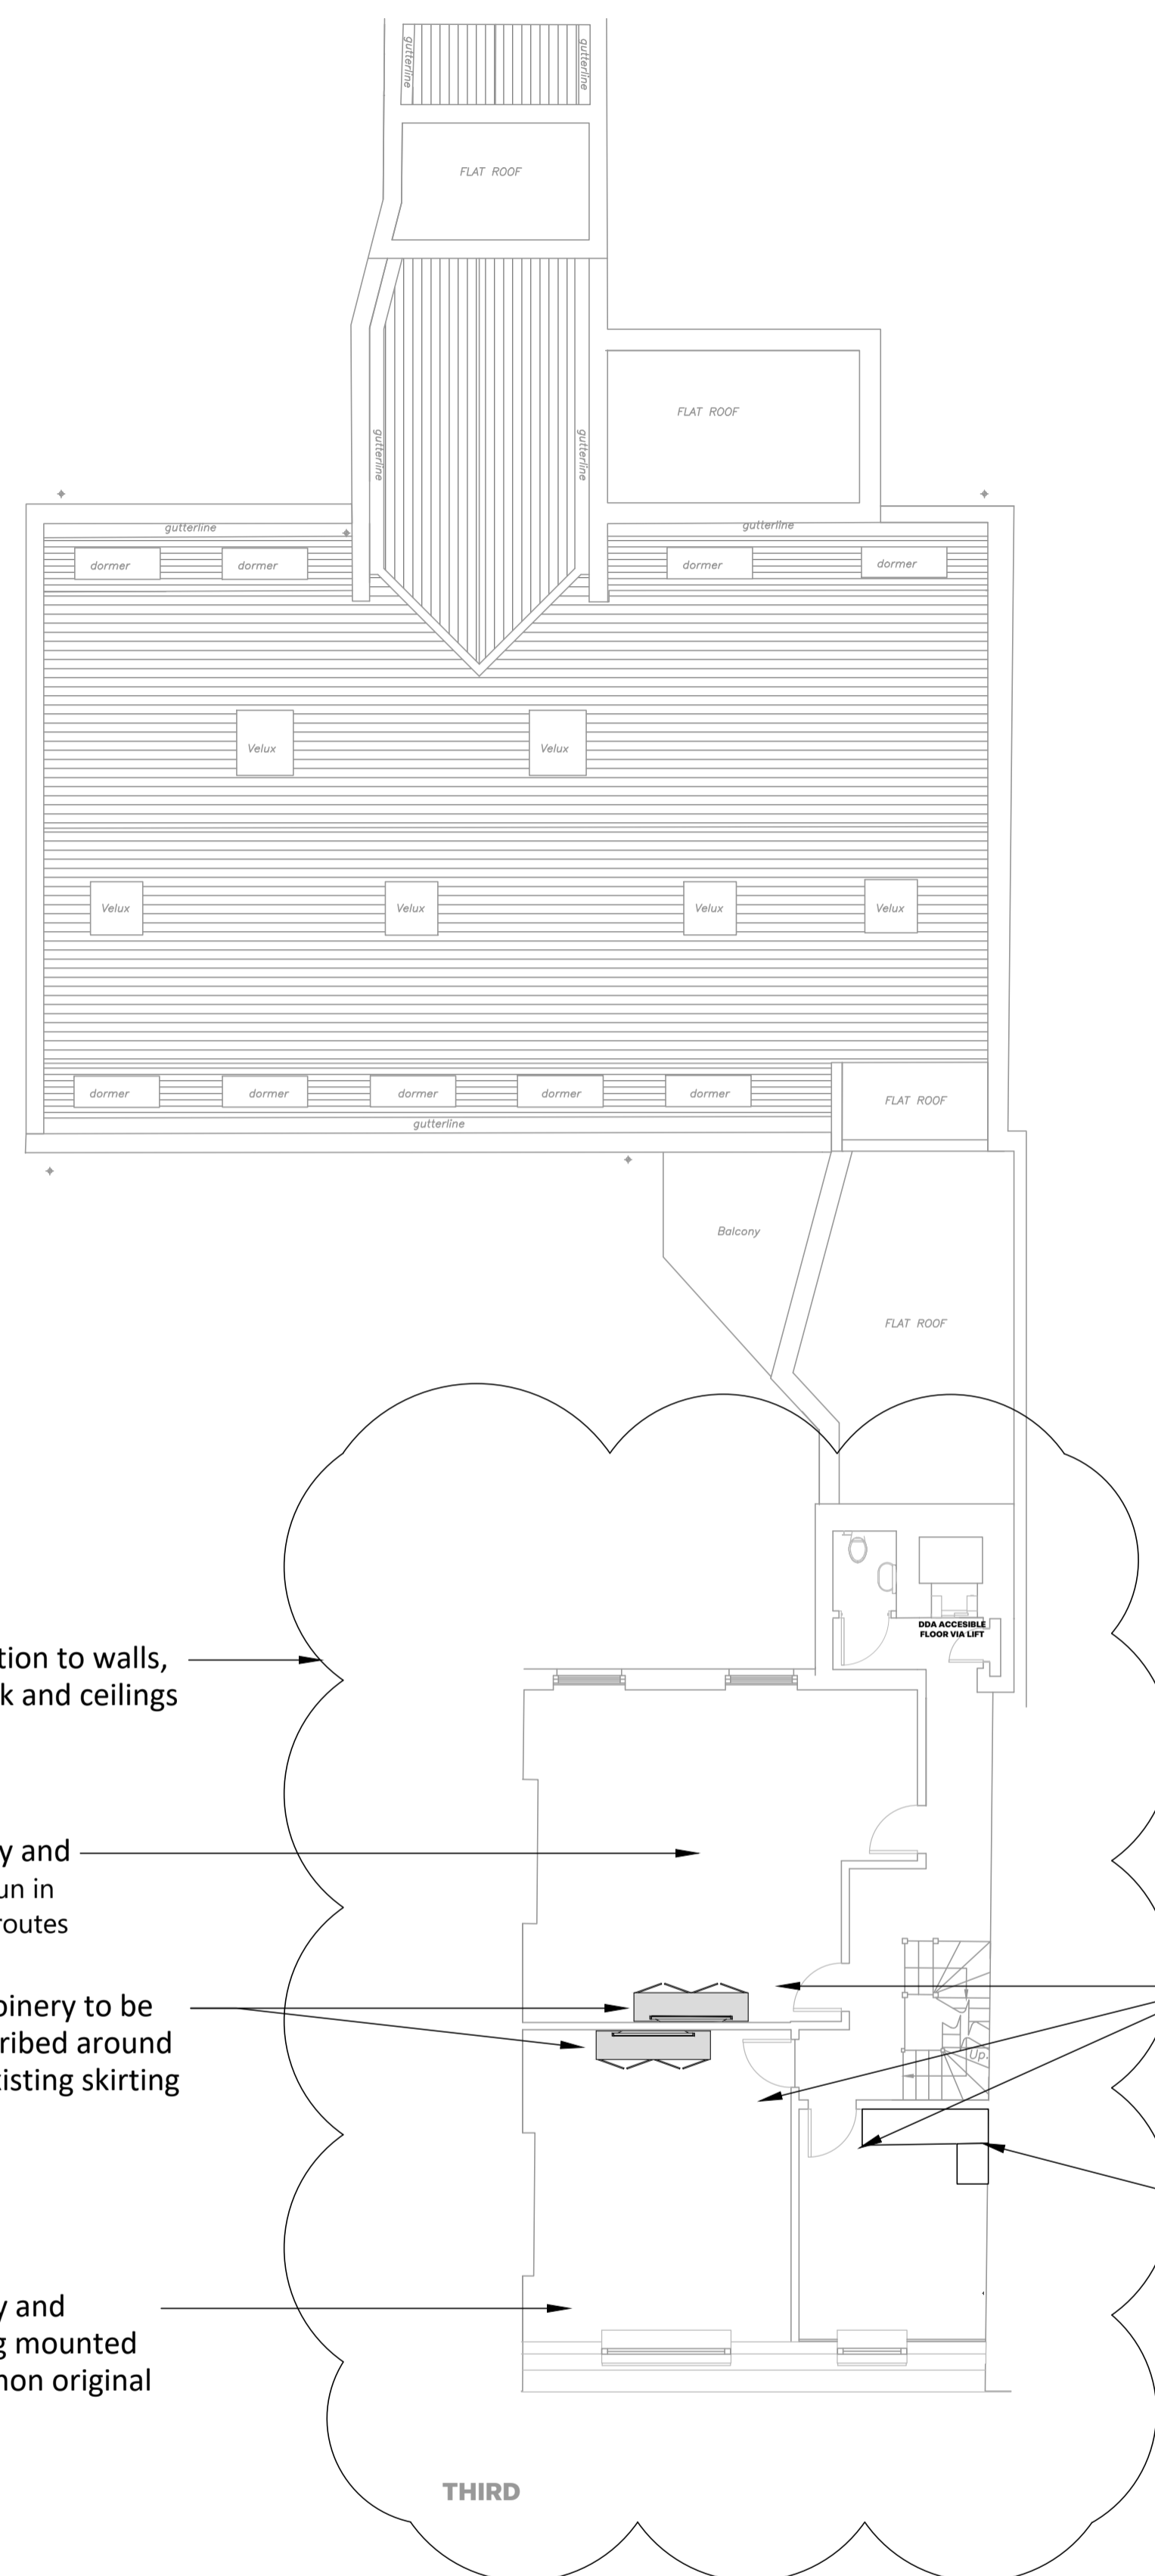 gutterline
gutterline
FLAT ROOF
FLAT ROOF
gutterline
gutterline
gutterline
gutterline
dormer
dormer
dormer
dormer
Velux
Velux
Velux
Velux
Velux
Velux
dormer
dormer
dormer
dormer
dormer
FLAT ROOF
gutterline
Balcony
FLAT ROOF
DDA ACCESIBLE
FLOOR VIA LIFT
tion to walls,
k and ceilings
y and
un in
routes
oinery to be
ribed around
xisting skirting
Up.
y and
g mounted
non original
THIRD